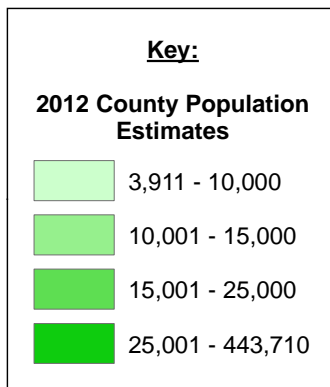 Key:
2012 County Population
Estimates
3,911 - 10,000
10,001 - 15,000
15,001 - 25,000
25,001 - 443,710